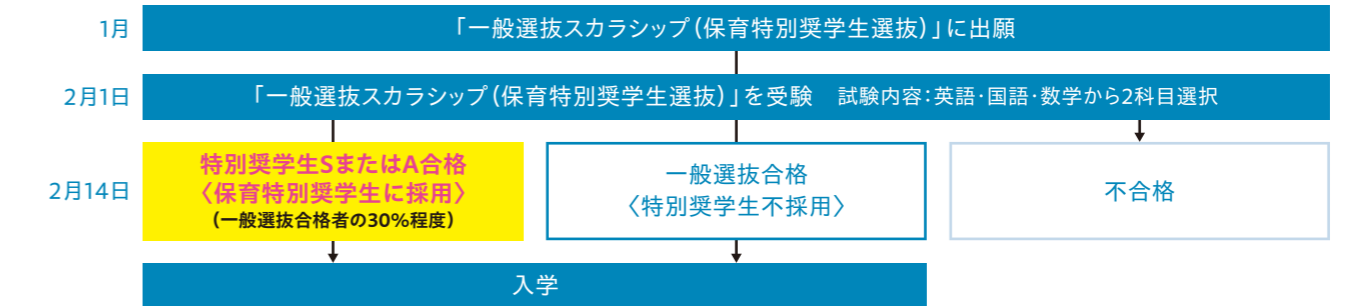 1月
「一般選抜スカラシップ(保育特別奨学生選抜)」に出願
2月1日
「一般選抜スカラシップ(保育特別奨学生選抜)」を受験 試験内容:英語・国語・数学から2科目選択
2月14日
特別奨学生SまたはA合格
〈保育特別奨学生に採用〉
(一般選抜合格者の30%程度)
一般選抜合格
〈特別奨学生不採用〉
不合格
入学